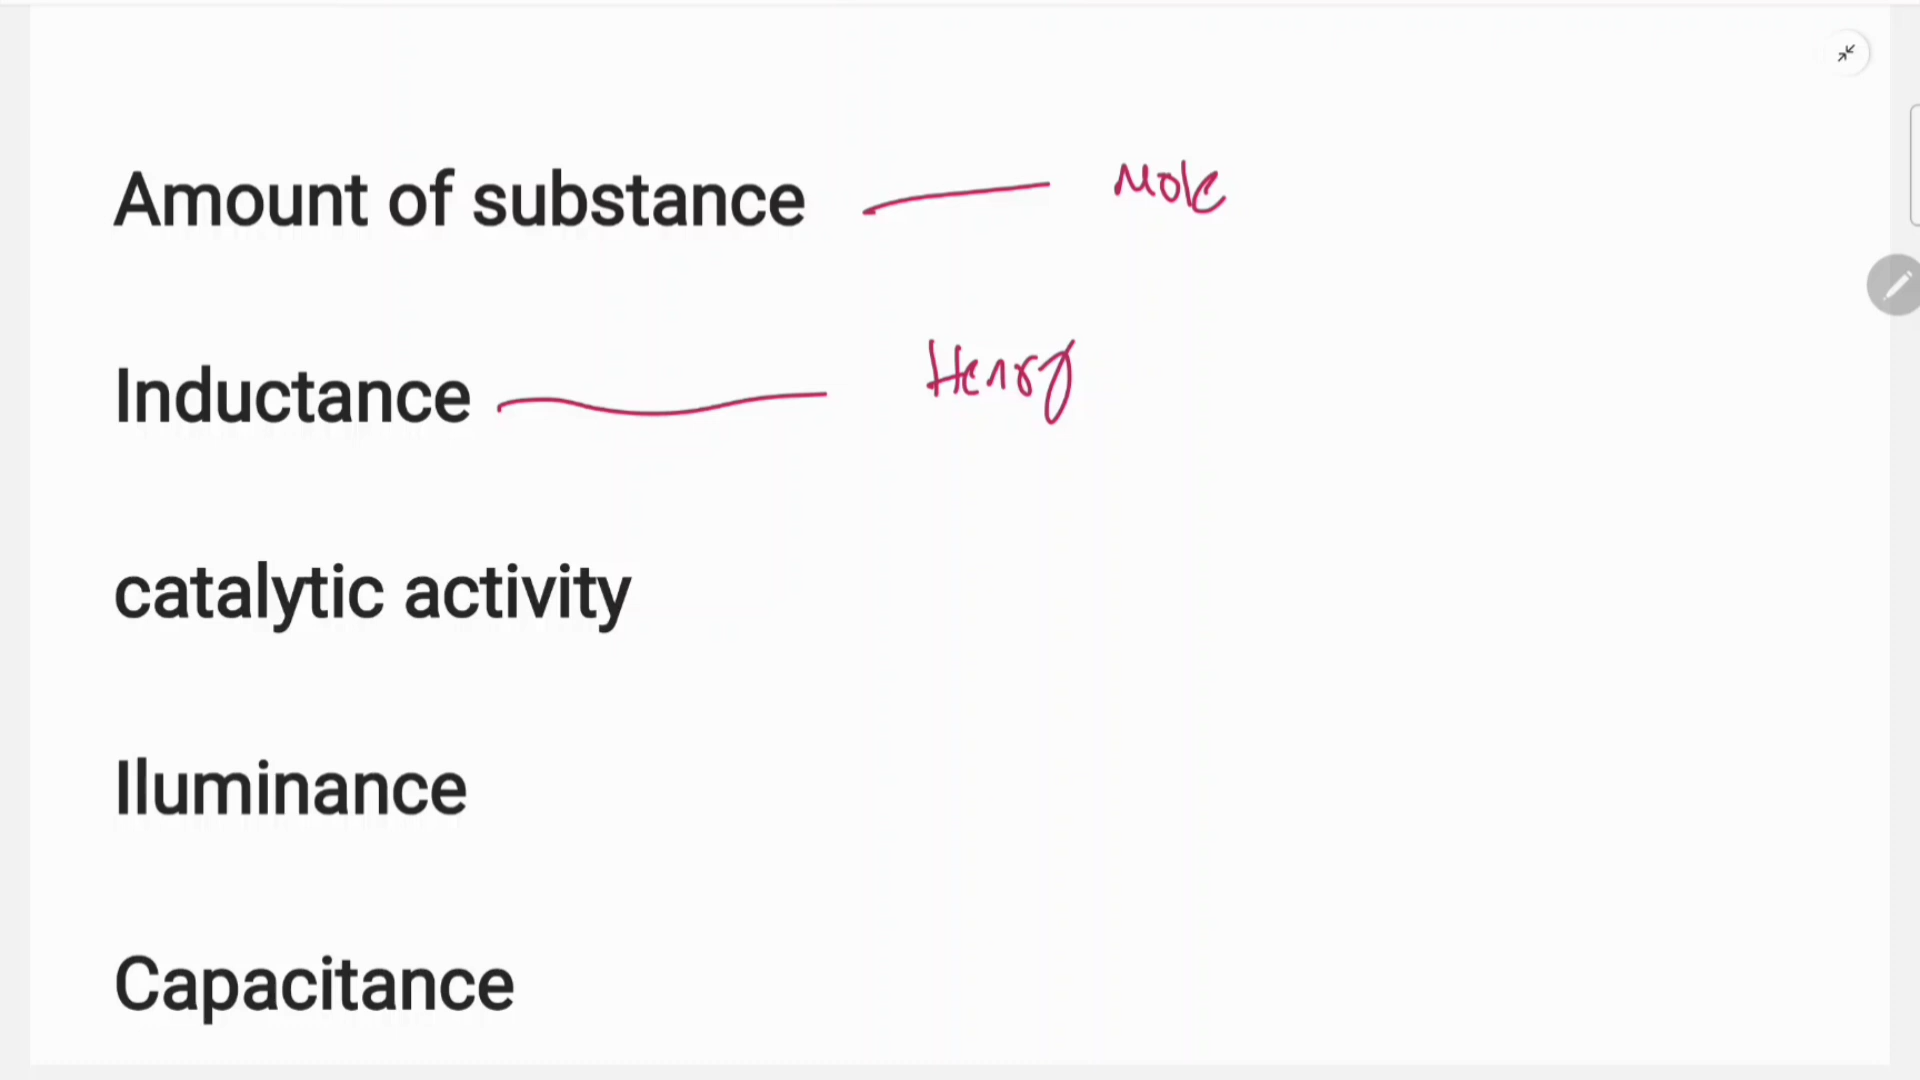 Amount of substance Mole
Inductance Henry
catalytic activity
Iluminance
Capacitance